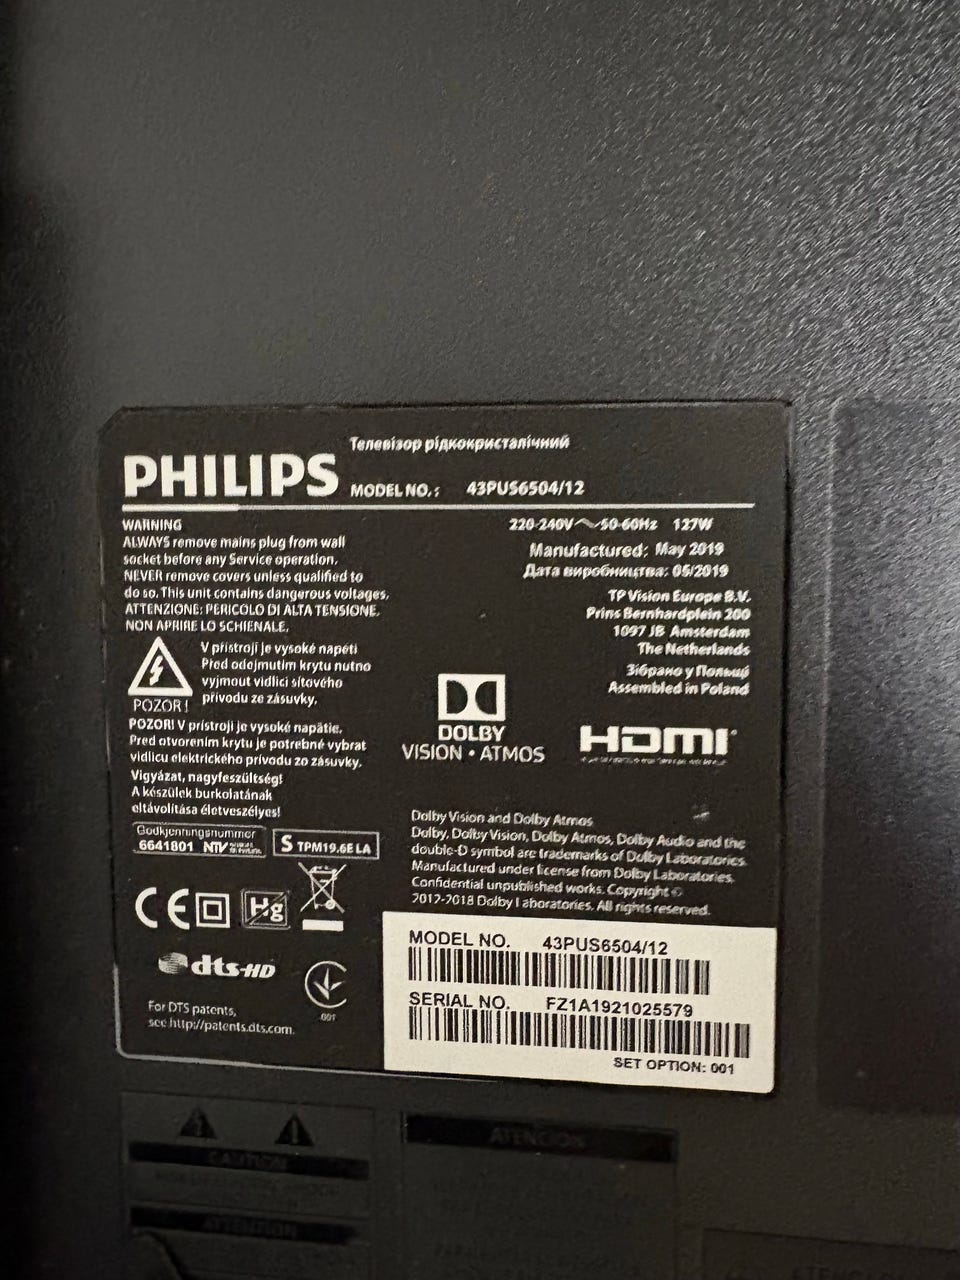 Телевізор рідкокристалічний
PHILIPS
MODEL NO.: 43PUS6504/12
WARNING
ALWAYS remove mains plug from wall
socket before any Service operation.
NEVER remove covers unless qualified to
do so. This unit contains dangerous voltages.
ATTENZIONE: PERICOLO DI ALTA TENSIONE.
NON APRIRE LO SCHIENALE.
V přístroji je vysoké napětí
Před odejmutím krytu nutno
vyjmout vidlici síťového
přívodu ze zásuvky.
POZOR!
POZOR! V prístroji je vysoké napätie.
Pred otvorením krytu je potrebné vybrat
vidlicu elektrického prívodu zo zásuvky.
Vigyázat, nagyfeszültség!
A készülek burkolatának
eltávolítása életveszélyes!
Godkjenningsnummer
6641801 NTV
S TPM19.6E LA
CE
Hg
dts-HD
001
For DTS patents,
see http://patents.dts.com.
220-240V~50-60Hz 127W
Manufactured: May 2019
Дата виробництва: 05/2019
TP Vision Europe B.V.
Prins Bernhardplein 200
1097 JB Amsterdam
The Netherlands
Зібрано у Польщі
Assembled in Poland
DOLBY
VISION • ATMOS
HDMI
Dolby Vision and Dolby Atmos
Dolby, Dolby Vision, Dolby Atmos, Dolby Audio and the
double-D symbol are trademarks of Dolby Laboratories.
Manufactured under license from Dolby Laboratories.
Confidential unpublished works. Copyright ©
2012-2018 Dolby Laboratories. All rights reserved.
MODEL NO. 43PUS6504/12
SERIAL NO. FZ1A1921025579
SET OPTION: 001
CAUTION
ATTENTION
ATENCION